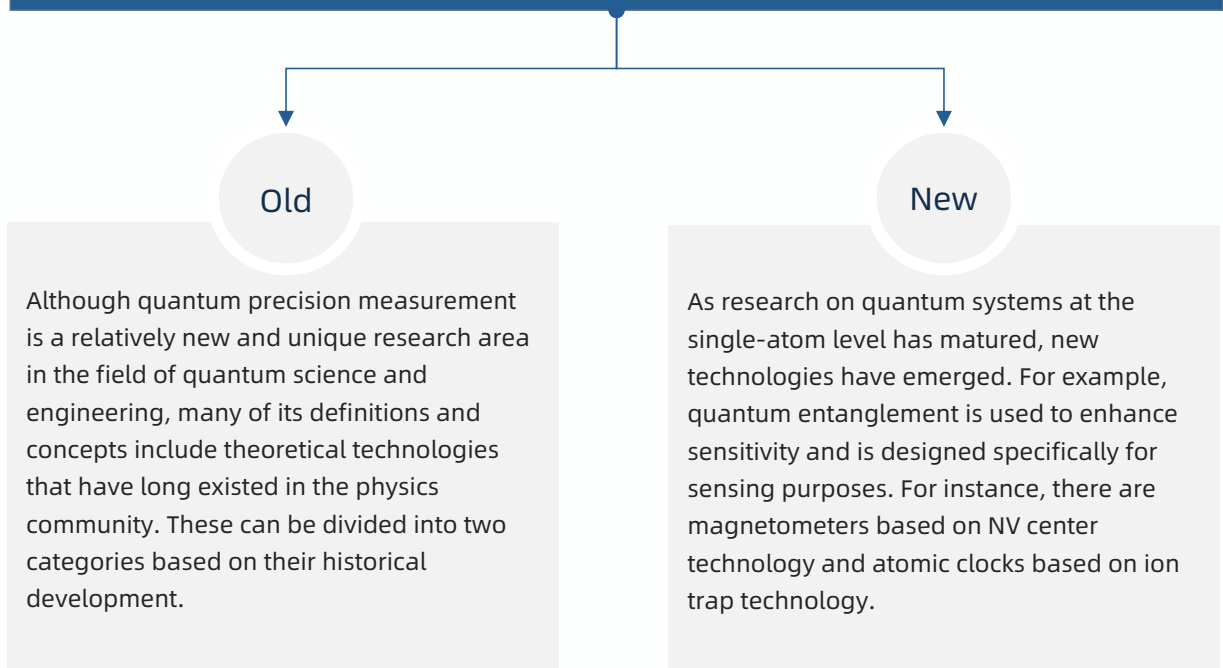 Old
Although quantum precision measurement
is a relatively new and unique research area
in the field of quantum science and
engineering, many of its definitions and
concepts include theoretical technologies
that have long existed in the physics
community. These can be divided into two
categories based on their historical
development.
New
As research on quantum systems at the
single-atom level has matured, new
technologies have emerged. For example,
quantum entanglement is used to enhance
sensitivity and is designed specifically for
sensing purposes. For instance, there are
magnetometers based on NV center
technology and atomic clocks based on ion
trap technology.